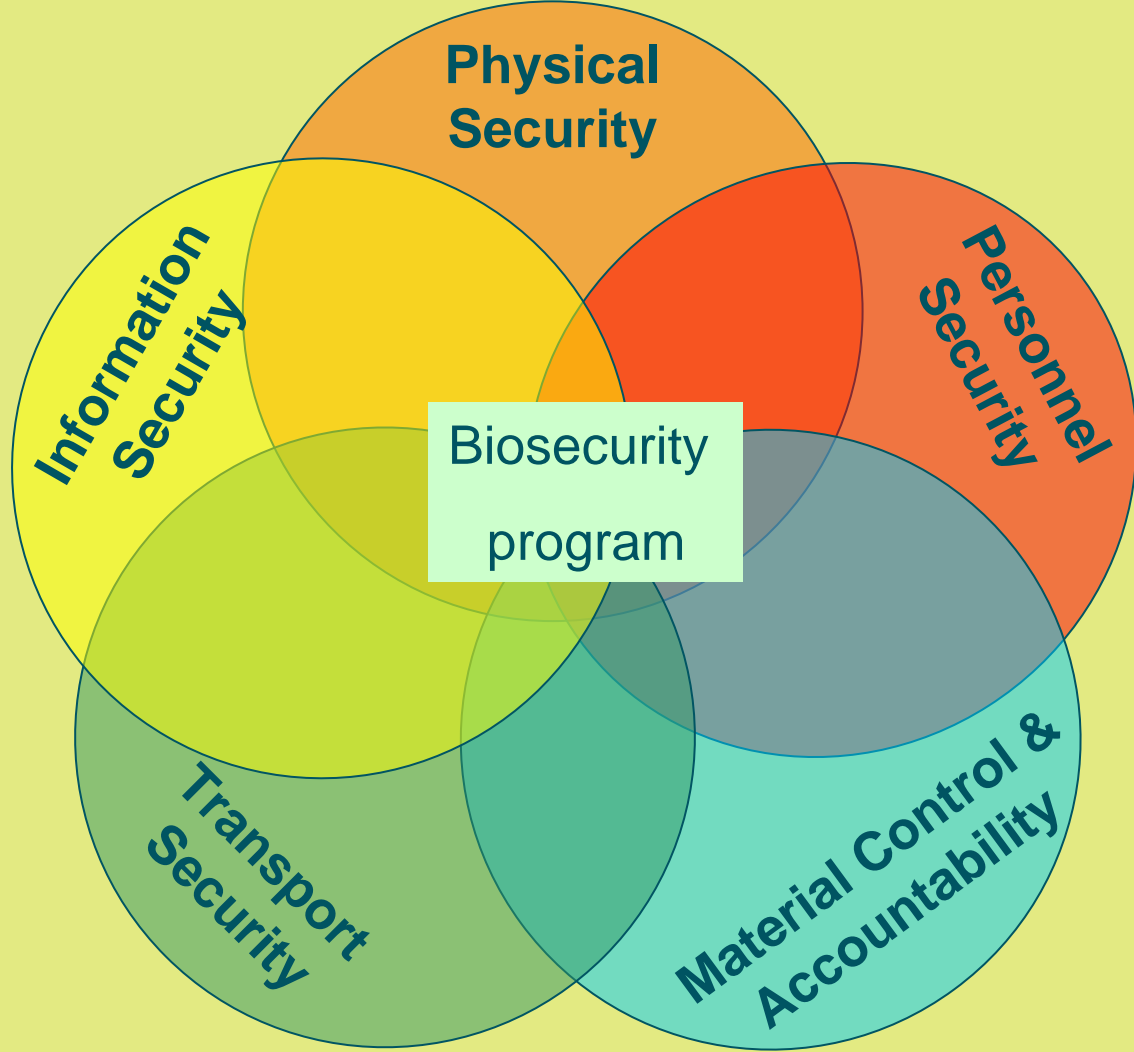 Physical
Security
Information
Security
Personnel
Security
Biosecurity
program
Transport
Security
Material Control &
Accountability